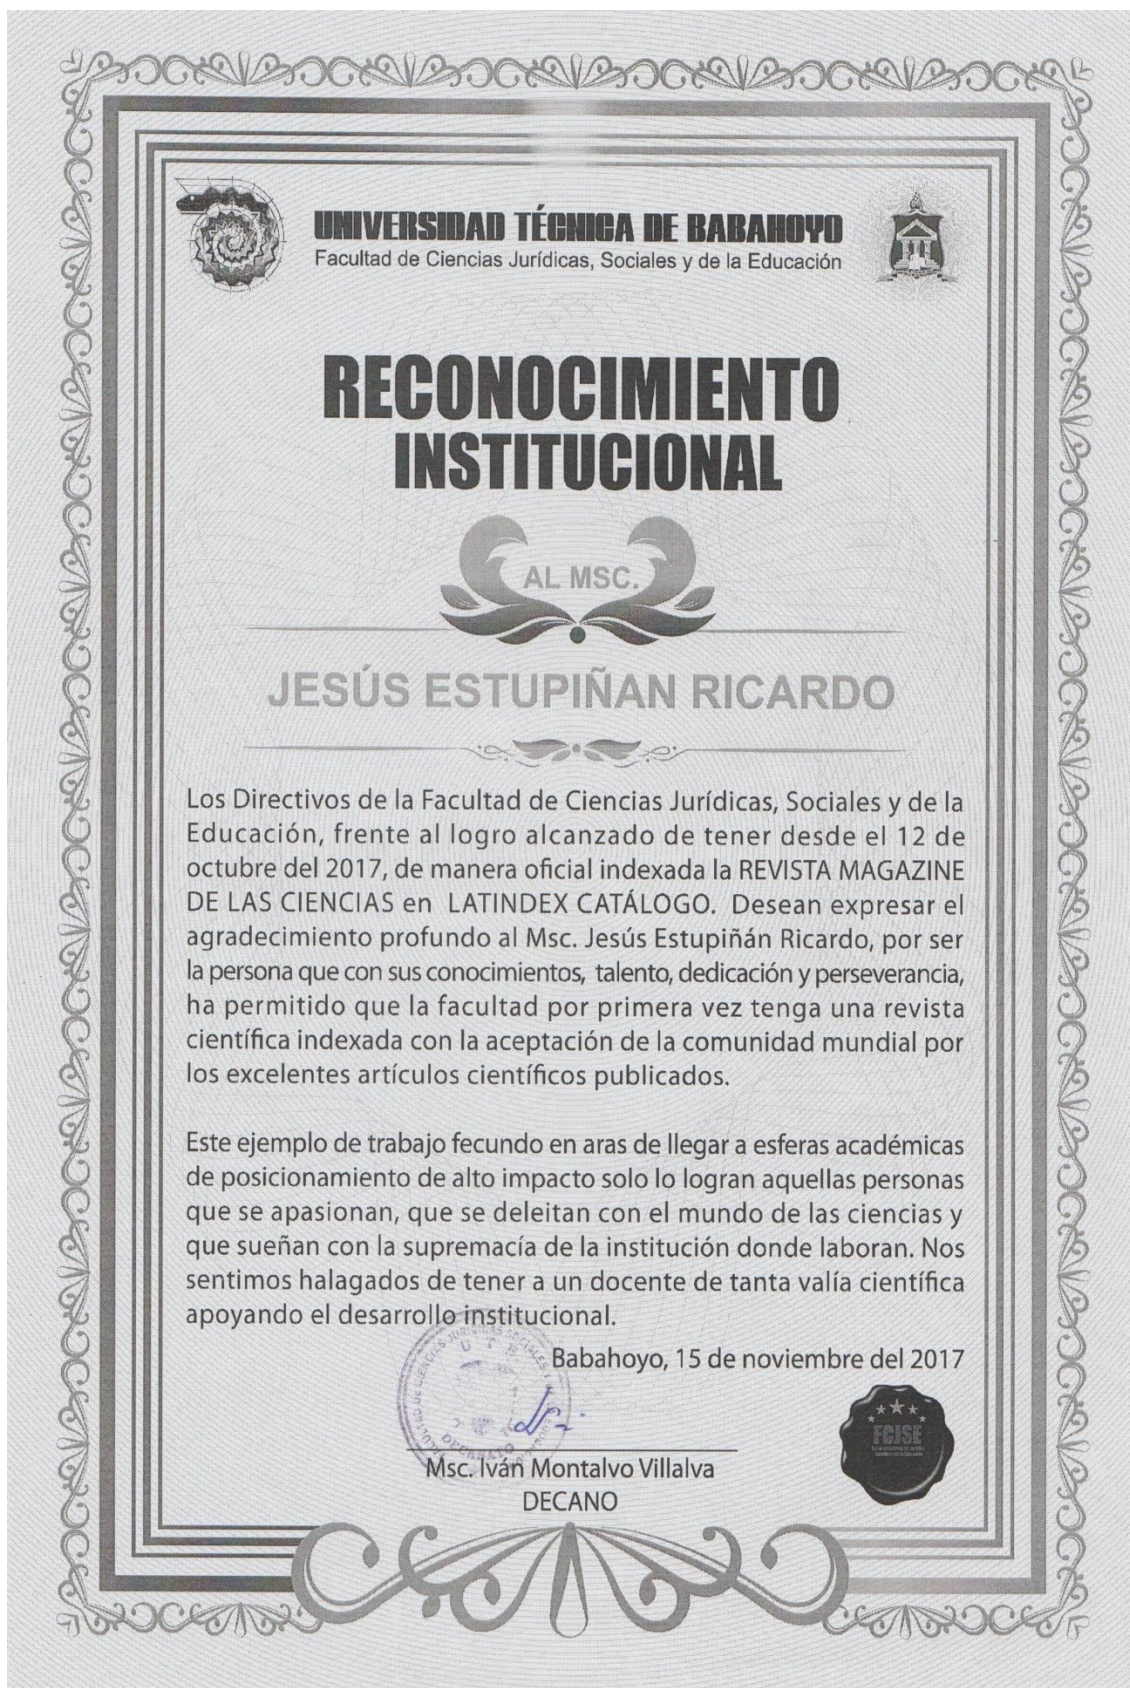 UNIVERSIDAD TÉCNICA DE BABAHOYO
Facultad de Ciencias Jurídicas, Sociales y de la Educación
RECONOCIMIENTO
INSTITUCIONAL
AL MSC.
JESÚS ESTUPIÑAN RICARDO
Los Directivos de la Facultad de Ciencias Jurídicas, Sociales y de la
Educación, frente al logro alcanzado de tener desde el 12 de
octubre del 2017, de manera oficial indexada la REVISTA MAGAZINE
DE LAS CIENCIAS en LATINDEX CATÁLOGO. Desean expresar el
agradecimiento profundo al Msc. Jesús Estupiñán Ricardo, por ser
la persona que con sus conocimientos, talento, dedicación y perseverancia,
ha permitido que la facultad por primera vez tenga una revista
científica indexada con la aceptación de la comunidad mundial por
los excelentes artículos científicos publicados.
Este ejemplo de trabajo fecundo en aras de llegar a esferas académicas
de posicionamiento de alto impacto solo lo logran aquellas personas
que se apasionan, que se deleitan con el mundo de las ciencias y
que sueñan con la supremacía de la institución donde laboran. Nos
sentimos halagados de tener a un docente de tanta valía científica
apoyando el desarrollo institucional.
Babahoyo, 15 de noviembre del 2017
FACULTAD DE CIENCIAS JURIDICAS SOCIALES Y DE
U T B
DECANATO
FCJSE
Msc. Iván Montalvo Villalva
DECANO